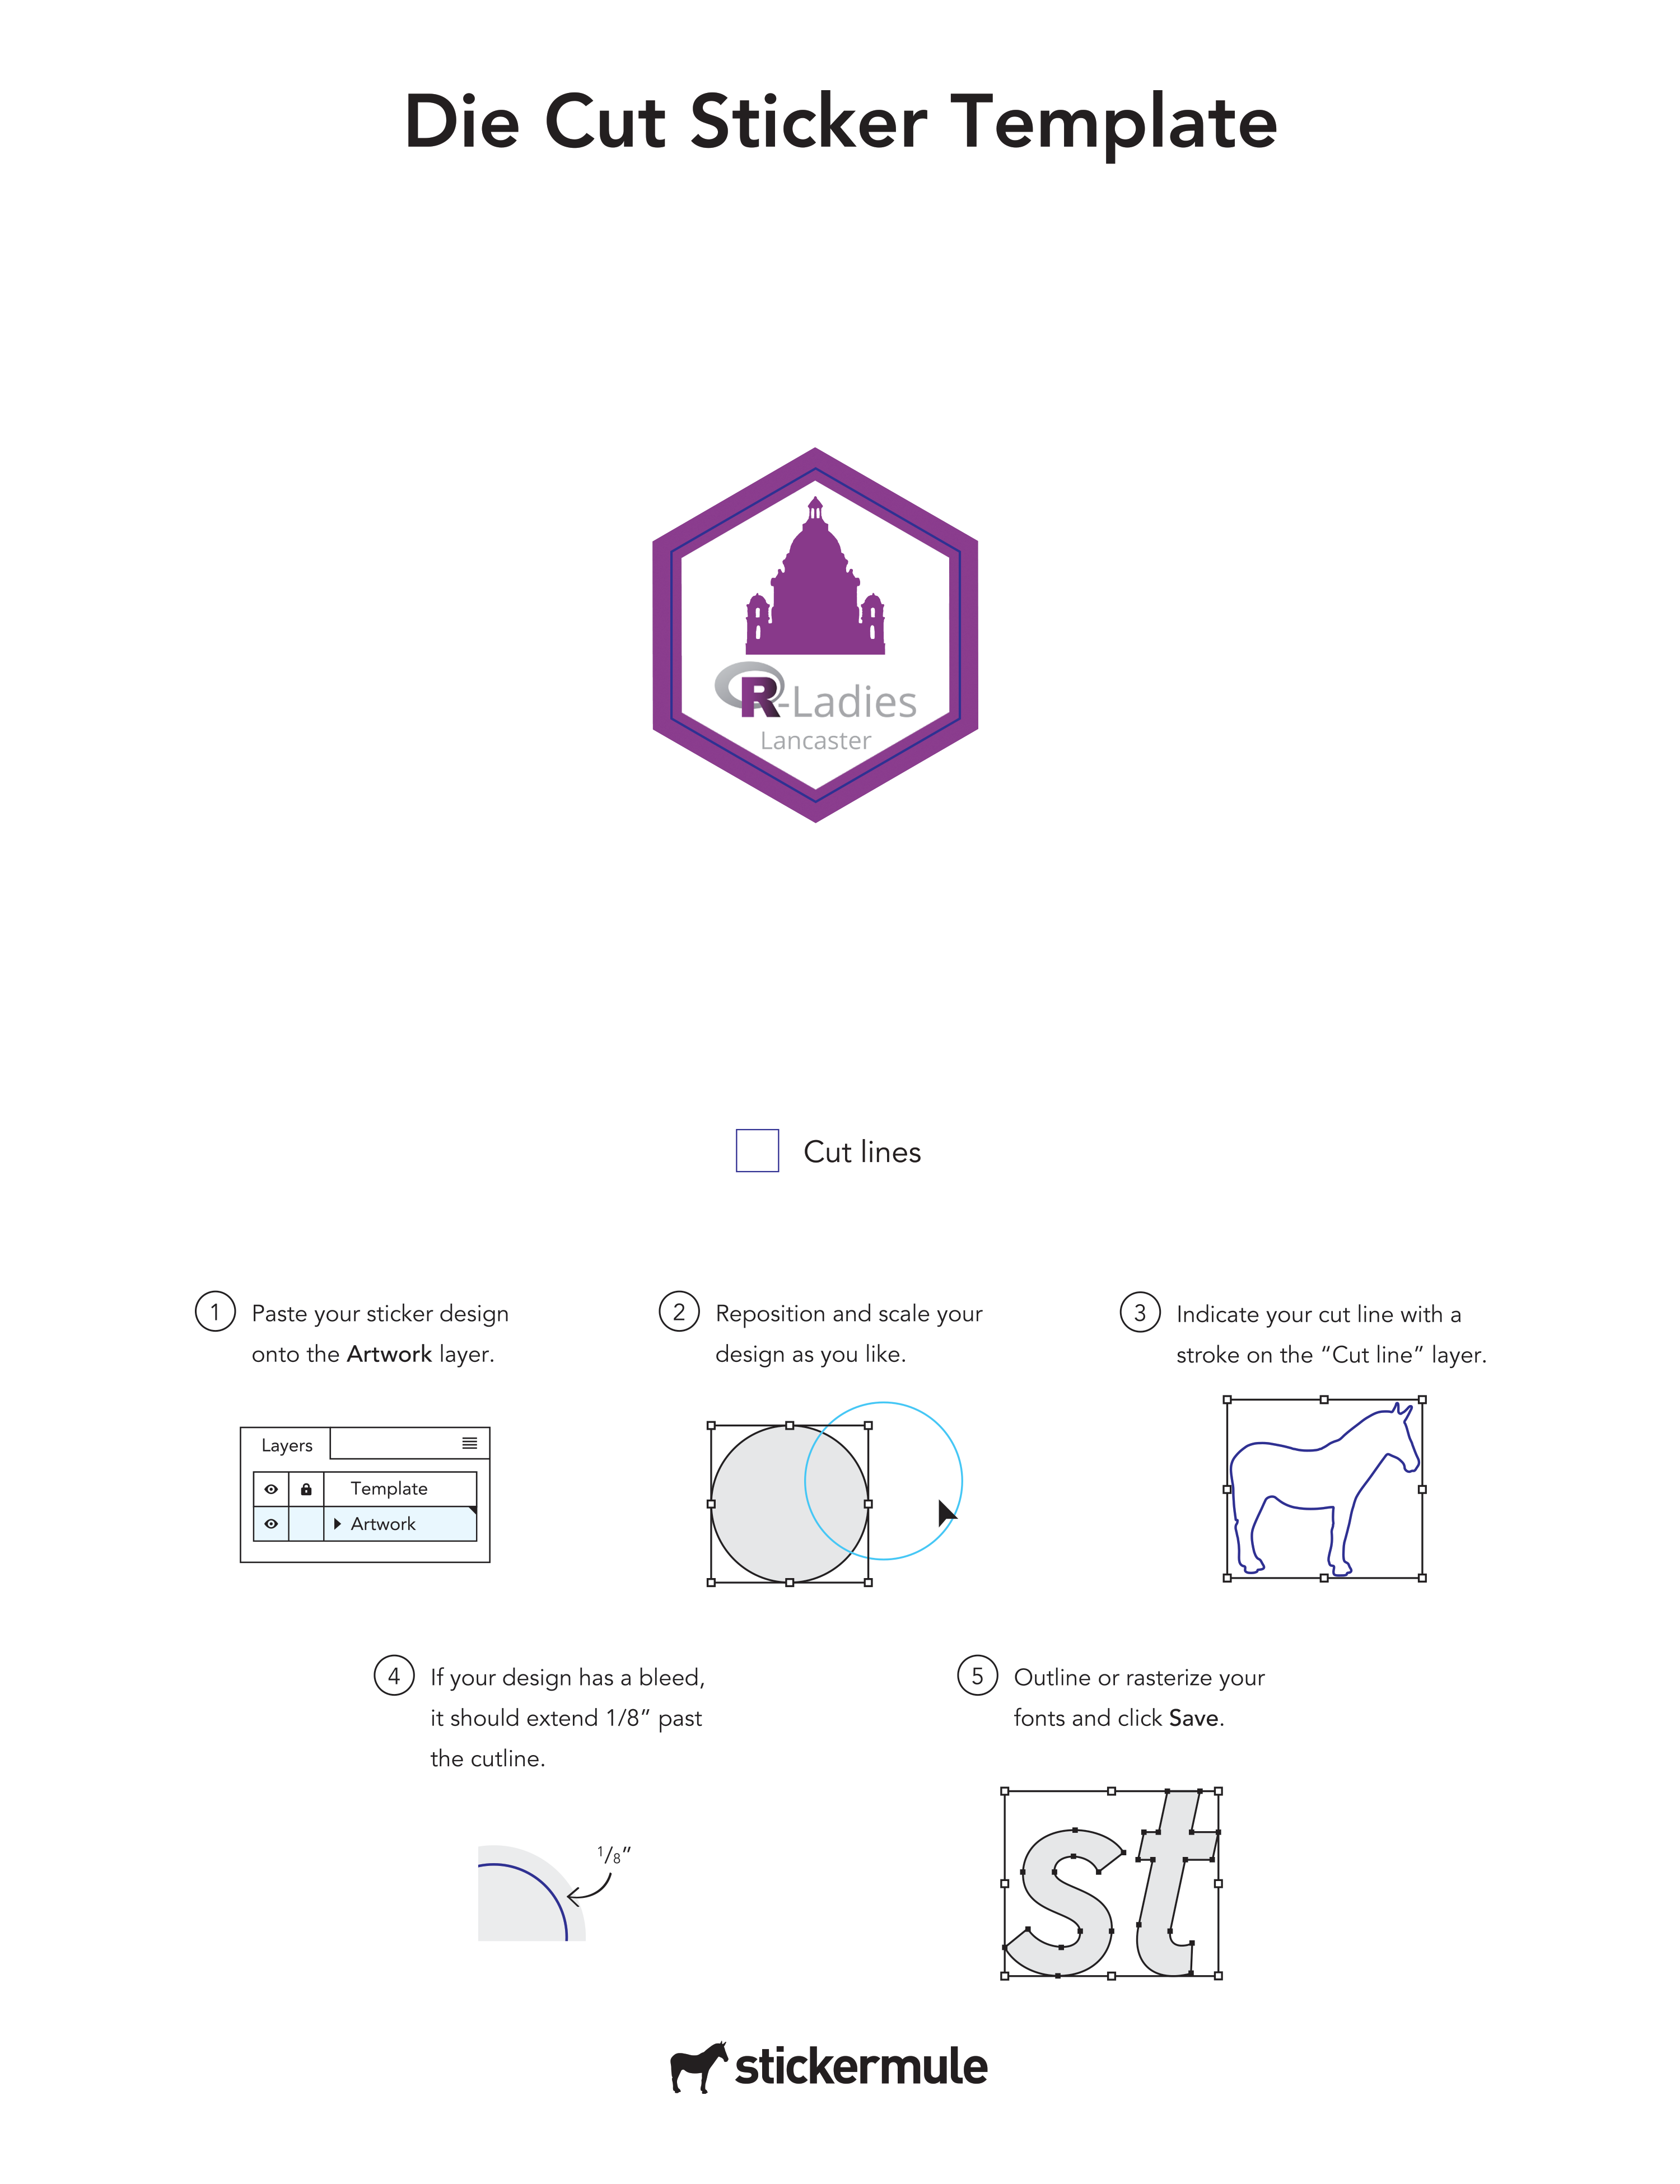 Die Cut Sticker Template
R-Ladies
Lancaster
Cut lines
1 Paste your sticker design
onto the Artwork layer.
2 Reposition and scale your
design as you like.
3 Indicate your cut line with a
stroke on the “Cut line” layer.
Layers
Template
Artwork
4 If your design has a bleed,
it should extend 1/8” past
the cutline.
1/8”
5 Outline or rasterize your
fonts and click Save.
st
stickermule